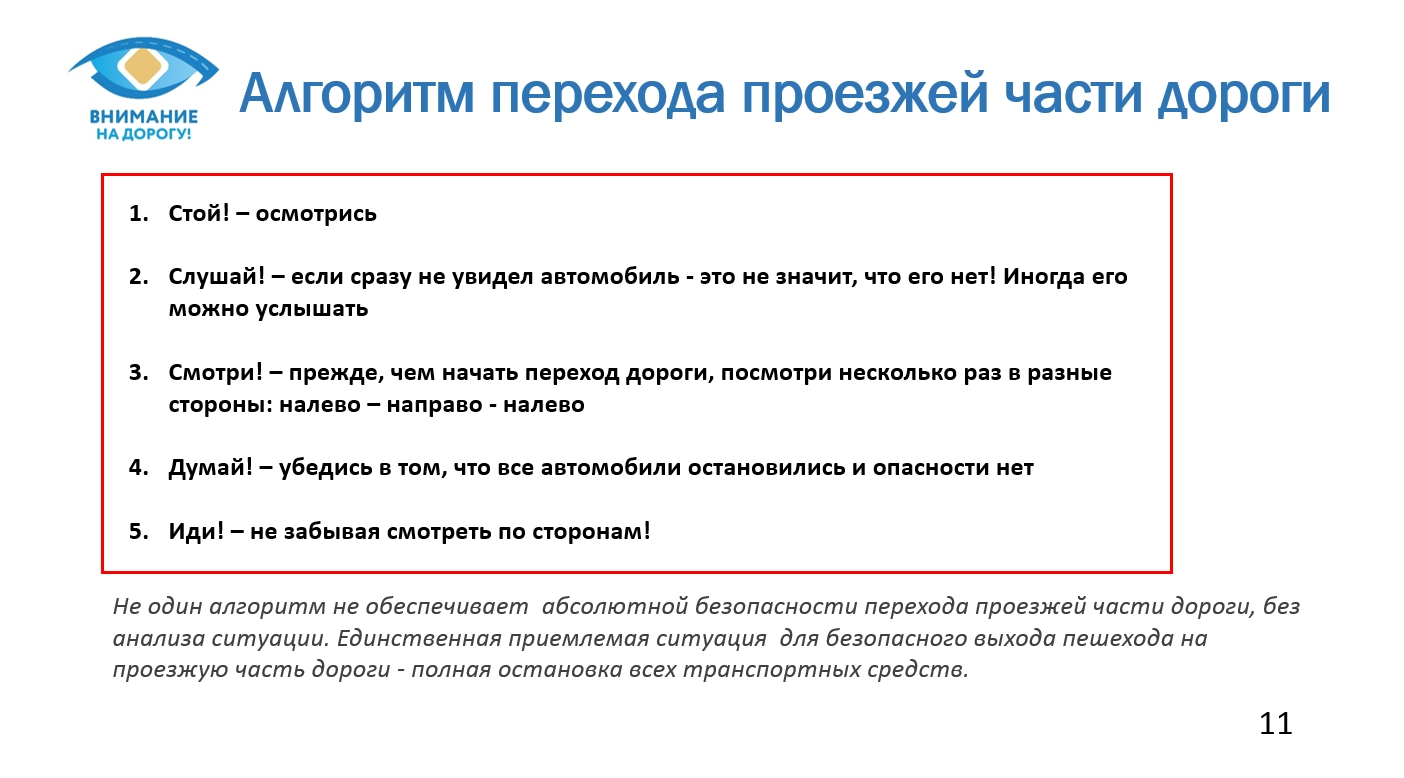 ВНИМАНИЕ
НА ДОРОГУ!
Алгоритм перехода проезжей части дороги
1. Стой! – осмотрись
2. Слушай! – если сразу не увидел автомобиль - это не значит, что его нет! Иногда его
можно услышать
3. Смотри! – прежде, чем начать переход дороги, посмотри несколько раз в разные
стороны: налево – направо - налево
4. Думай! – убедись в том, что все автомобили остановились и опасности нет
5. Иди! – не забывая смотреть по сторонам!
Не один алгоритм не обеспечивает  абсолютной безопасности перехода проезжей части дороги, без
анализа ситуации. Единственная приемлемая ситуация  для безопасного выхода пешехода на
проезжую часть дороги - полная остановка всех транспортных средств.
11